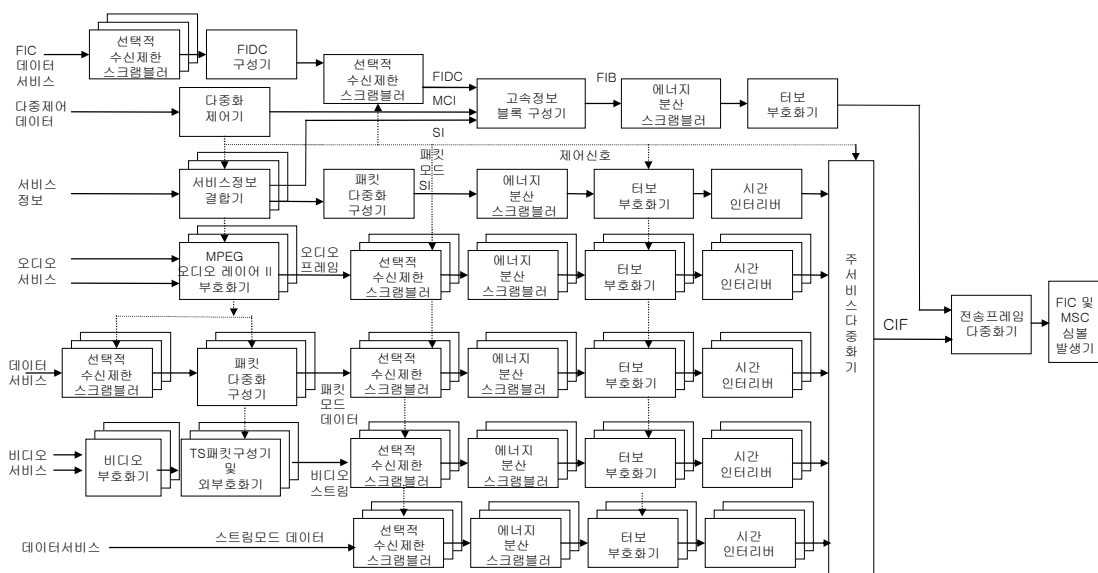 FIC
데이터
서비스
선택적
수신제한
스크램블러
FIDC
구성기
선택적
수신제한
스크램블러
FIDC
MCI
SI
고속정보
블록 구성기
FIB
에너지
분산
스크램블러
터보
부호화기
다중제어
데이터
다중화
제어기
패킷
모드
SI
제어신호
서비스
정보
서비스정보
결합기
패킷
다중화
구성기
에너지
분산
스크램블러
터보
부호화기
시간
인터리버
오디오
서비스
MPEG
오디오 레이어 II
부호화기
오디오
프레임
선택적
수신제한
스크램블러
에너지
분산
스크램블러
터보
부호화기
시간
인터리버
주서비스다중화기
CIF
전송프레임
다중화기
FIC 및
MSC
심볼
발생기
데이터
서비스
선택적
수신제한
스크램블러
패킷
다중화
구성기
패킷
모드
데이터
선택적
수신제한
스크램블러
에너지
분산
스크램블러
터보
부호화기
시간
인터리버
비디오
서비스
비디오
부호화기
TS패킷구성기
및
외부호화기
비디오
스트림
선택적
수신제한
스크램블러
에너지
분산
스크램블러
터보
부호화기
시간
인터리버
데이터서비스
스트림모드 데이터
선택적
수신제한
스크램블러
에너지
분산
스크램블러
터보
부호화기
시간
인터리버